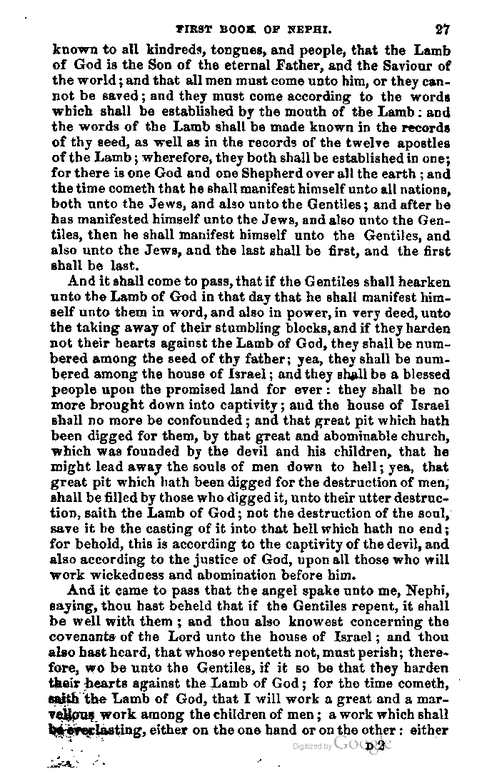 FIRST BOOK OF NEPHI. 27
known to all kindreds, tongues, and people, that the Lamb
of God is the Son of the eternal Father, and the Saviour of
the world; and that all men must come unto him, or they can-
not be saved; and they must come according to the words
which shall be established by the mouth of the Lamb: and
the words of the Lamb shall be made known in the records
of thy seed, as well as in the records of the twelve apostles
of the Lamb; wherefore, they both shall be established in one;
for there is one God and one Shepherd over all the earth; and
the time cometh that he shall manifest himself unto all nations,
both unto the Jews, and also unto the Gentiles; and after he
has manifested himself unto the Jews, and also unto the Gen-
tiles, then he shall manifest himself unto the Gentiles, and
also unto the Jews, and the last shall be first, and the first
shall be last.
And it shall come to pass, that if the Gentiles shall hearken
unto the Lamb of God in that day that he shall manifest him-
self unto them in word, and also in power, in very deed, unto
the taking away of their stumbling blocks, and if they harden
not their hearts against the Lamb of God, they shall be num-
bered among the seed of thy father; yea, they shall be num-
bered among the house of Israel; and they shall be a blessed
people upon the promised land for ever: they shall be no
more brought down into captivity; and the house of Israel
shall no more be confounded; and that great pit which hath
been digged for them, by that great and abominable church,
which was founded by the devil and his children, that he
might lead away the souls of men down to hell; yea, that
great pit which hath been digged for the destruction of men,
shall be filled by those who digged it, unto their utter destruc-
tion, saith the Lamb of God; not the destruction of the soul,
save it be the casting of it into that hell which hath no end;
for behold, this is according to the captivity of the devil, and
also according to the justice of God, upon all those who will
work wickedness and abomination before him.
And it came to pass that the angel spake unto me, Nephi,
saying, thou hast beheld that if the Gentiles repent, it shall
be well with them; and thou also knowest concerning the
covenants of the Lord unto the house of Israel; and thou
also hast heard, that whoso repenteth not, must perish; there-
fore, wo be unto the Gentiles, if it so be that they harden
their hearts against the Lamb of God; for the time cometh,
saith the Lamb of God, that I will work a great and a mar-
vellous work among the children of men; a work which shall
be everlasting, either on the one hand or on the other: either
Digitized by Google
D 2